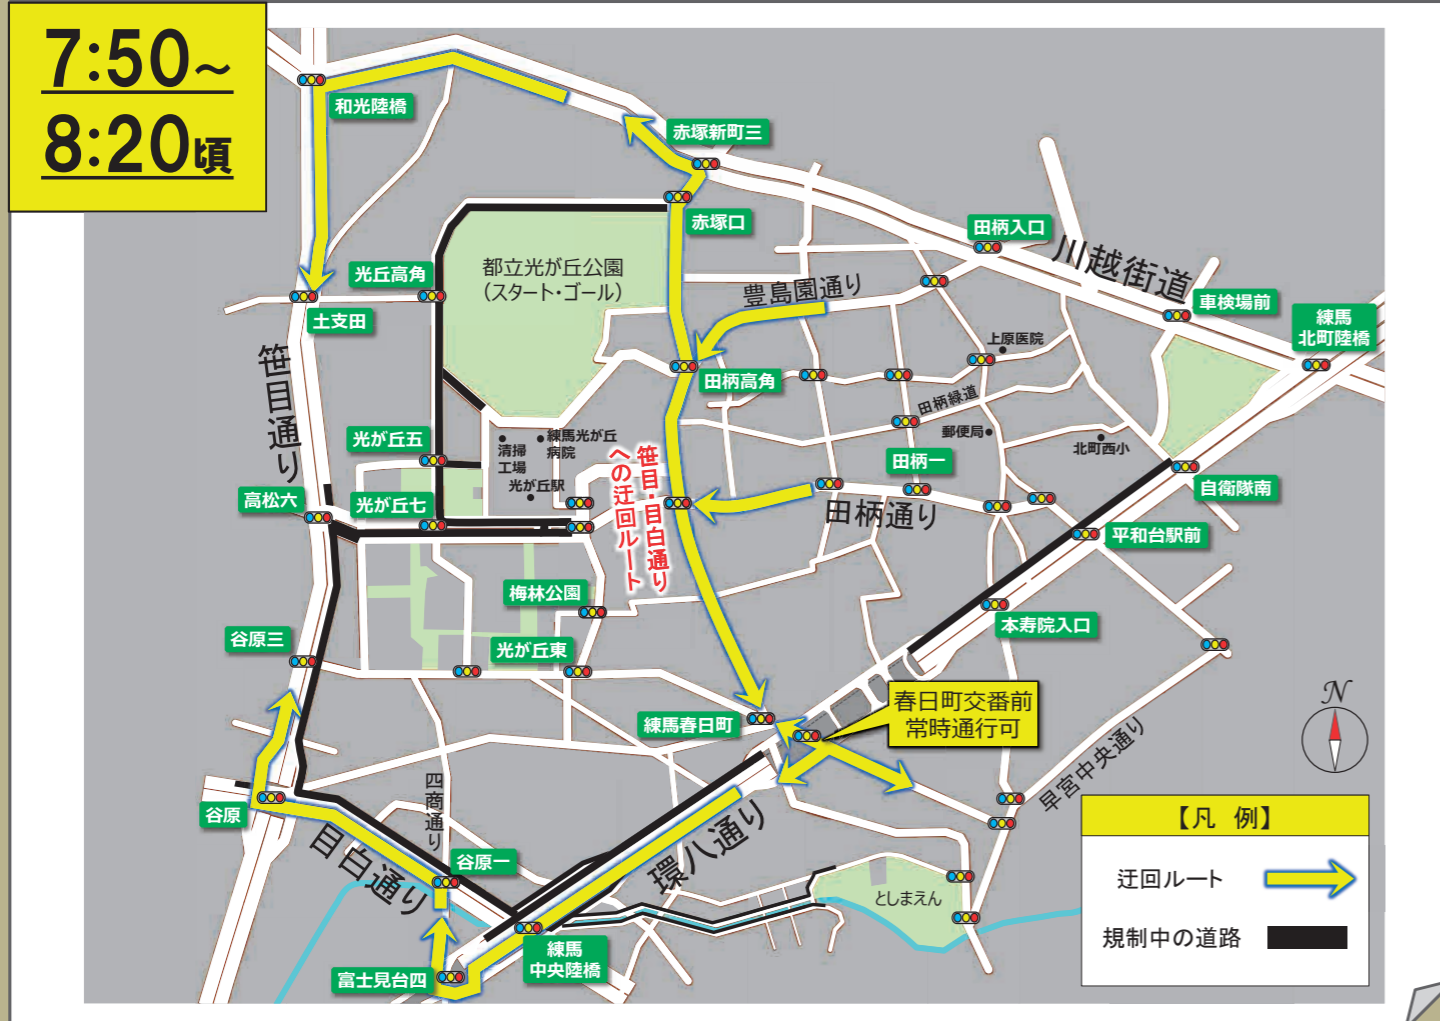 7:50～
8:20頃
和光陸橋
赤塚新町三
赤塚口
田柄入口
川越街道
車検場前
練馬
北町陸橋
光丘高角
土支田
都立光が丘公園
（スタート・ゴール）
豊島園通り
上原医院
田柄高角
田柄緑道
郵便局
北町西小
笹目通り
光が丘五
清掃
工場
練馬光が丘
病院
光が丘駅
笹目・目白通り
への迂回ルート
田柄一
自衛隊南
高松六
光が丘七
田柄通り
平和台駅前
梅林公園
本寿院入口
谷原三
光が丘東
練馬春日町
春日町交番前
常時通行可
N
早宮中央通り
谷原
四商通り
目白通り
谷原一
環八通り
としまえん
練馬
中央陸橋
富士見台四
【凡 例】
迂回ルート
規制中の道路